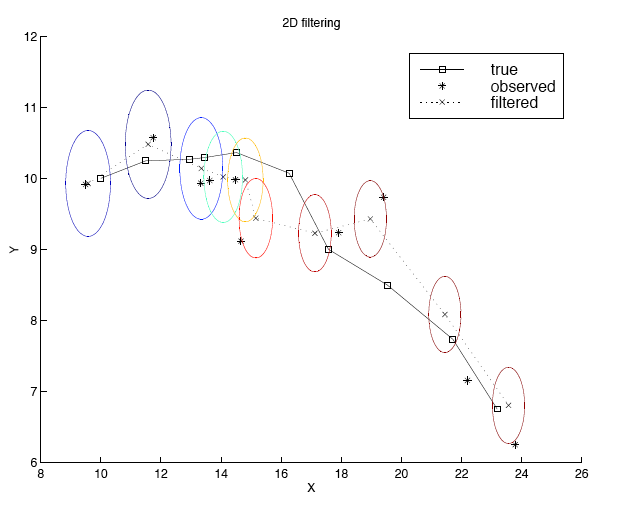 2D filtering
12
11
10
9
8
7
6
Y
true
observed
filtered
8 10 12 14 16 18 20 22 24 26
X